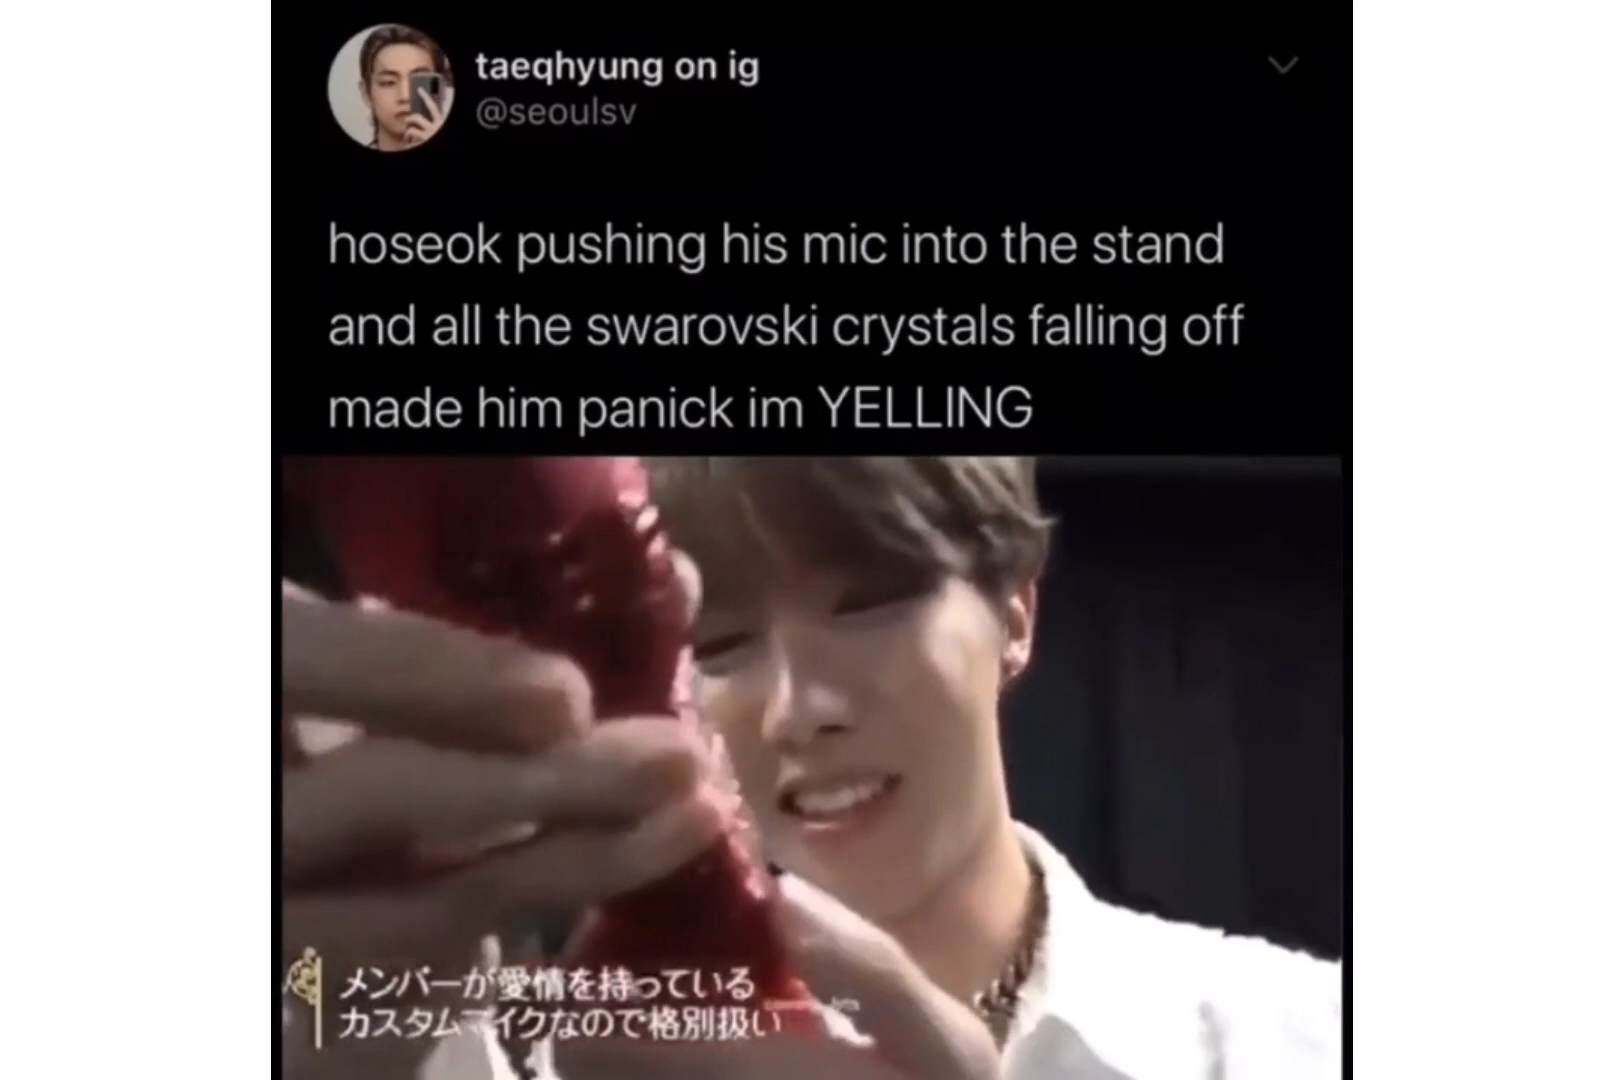 taeqhyung on ig
@seoulsv
hoseok pushing his mic into the stand
and all the swarovski crystals falling off
made him panick im YELLING
メンバーが愛情を持っている
カスタムマイクなので格別扱い